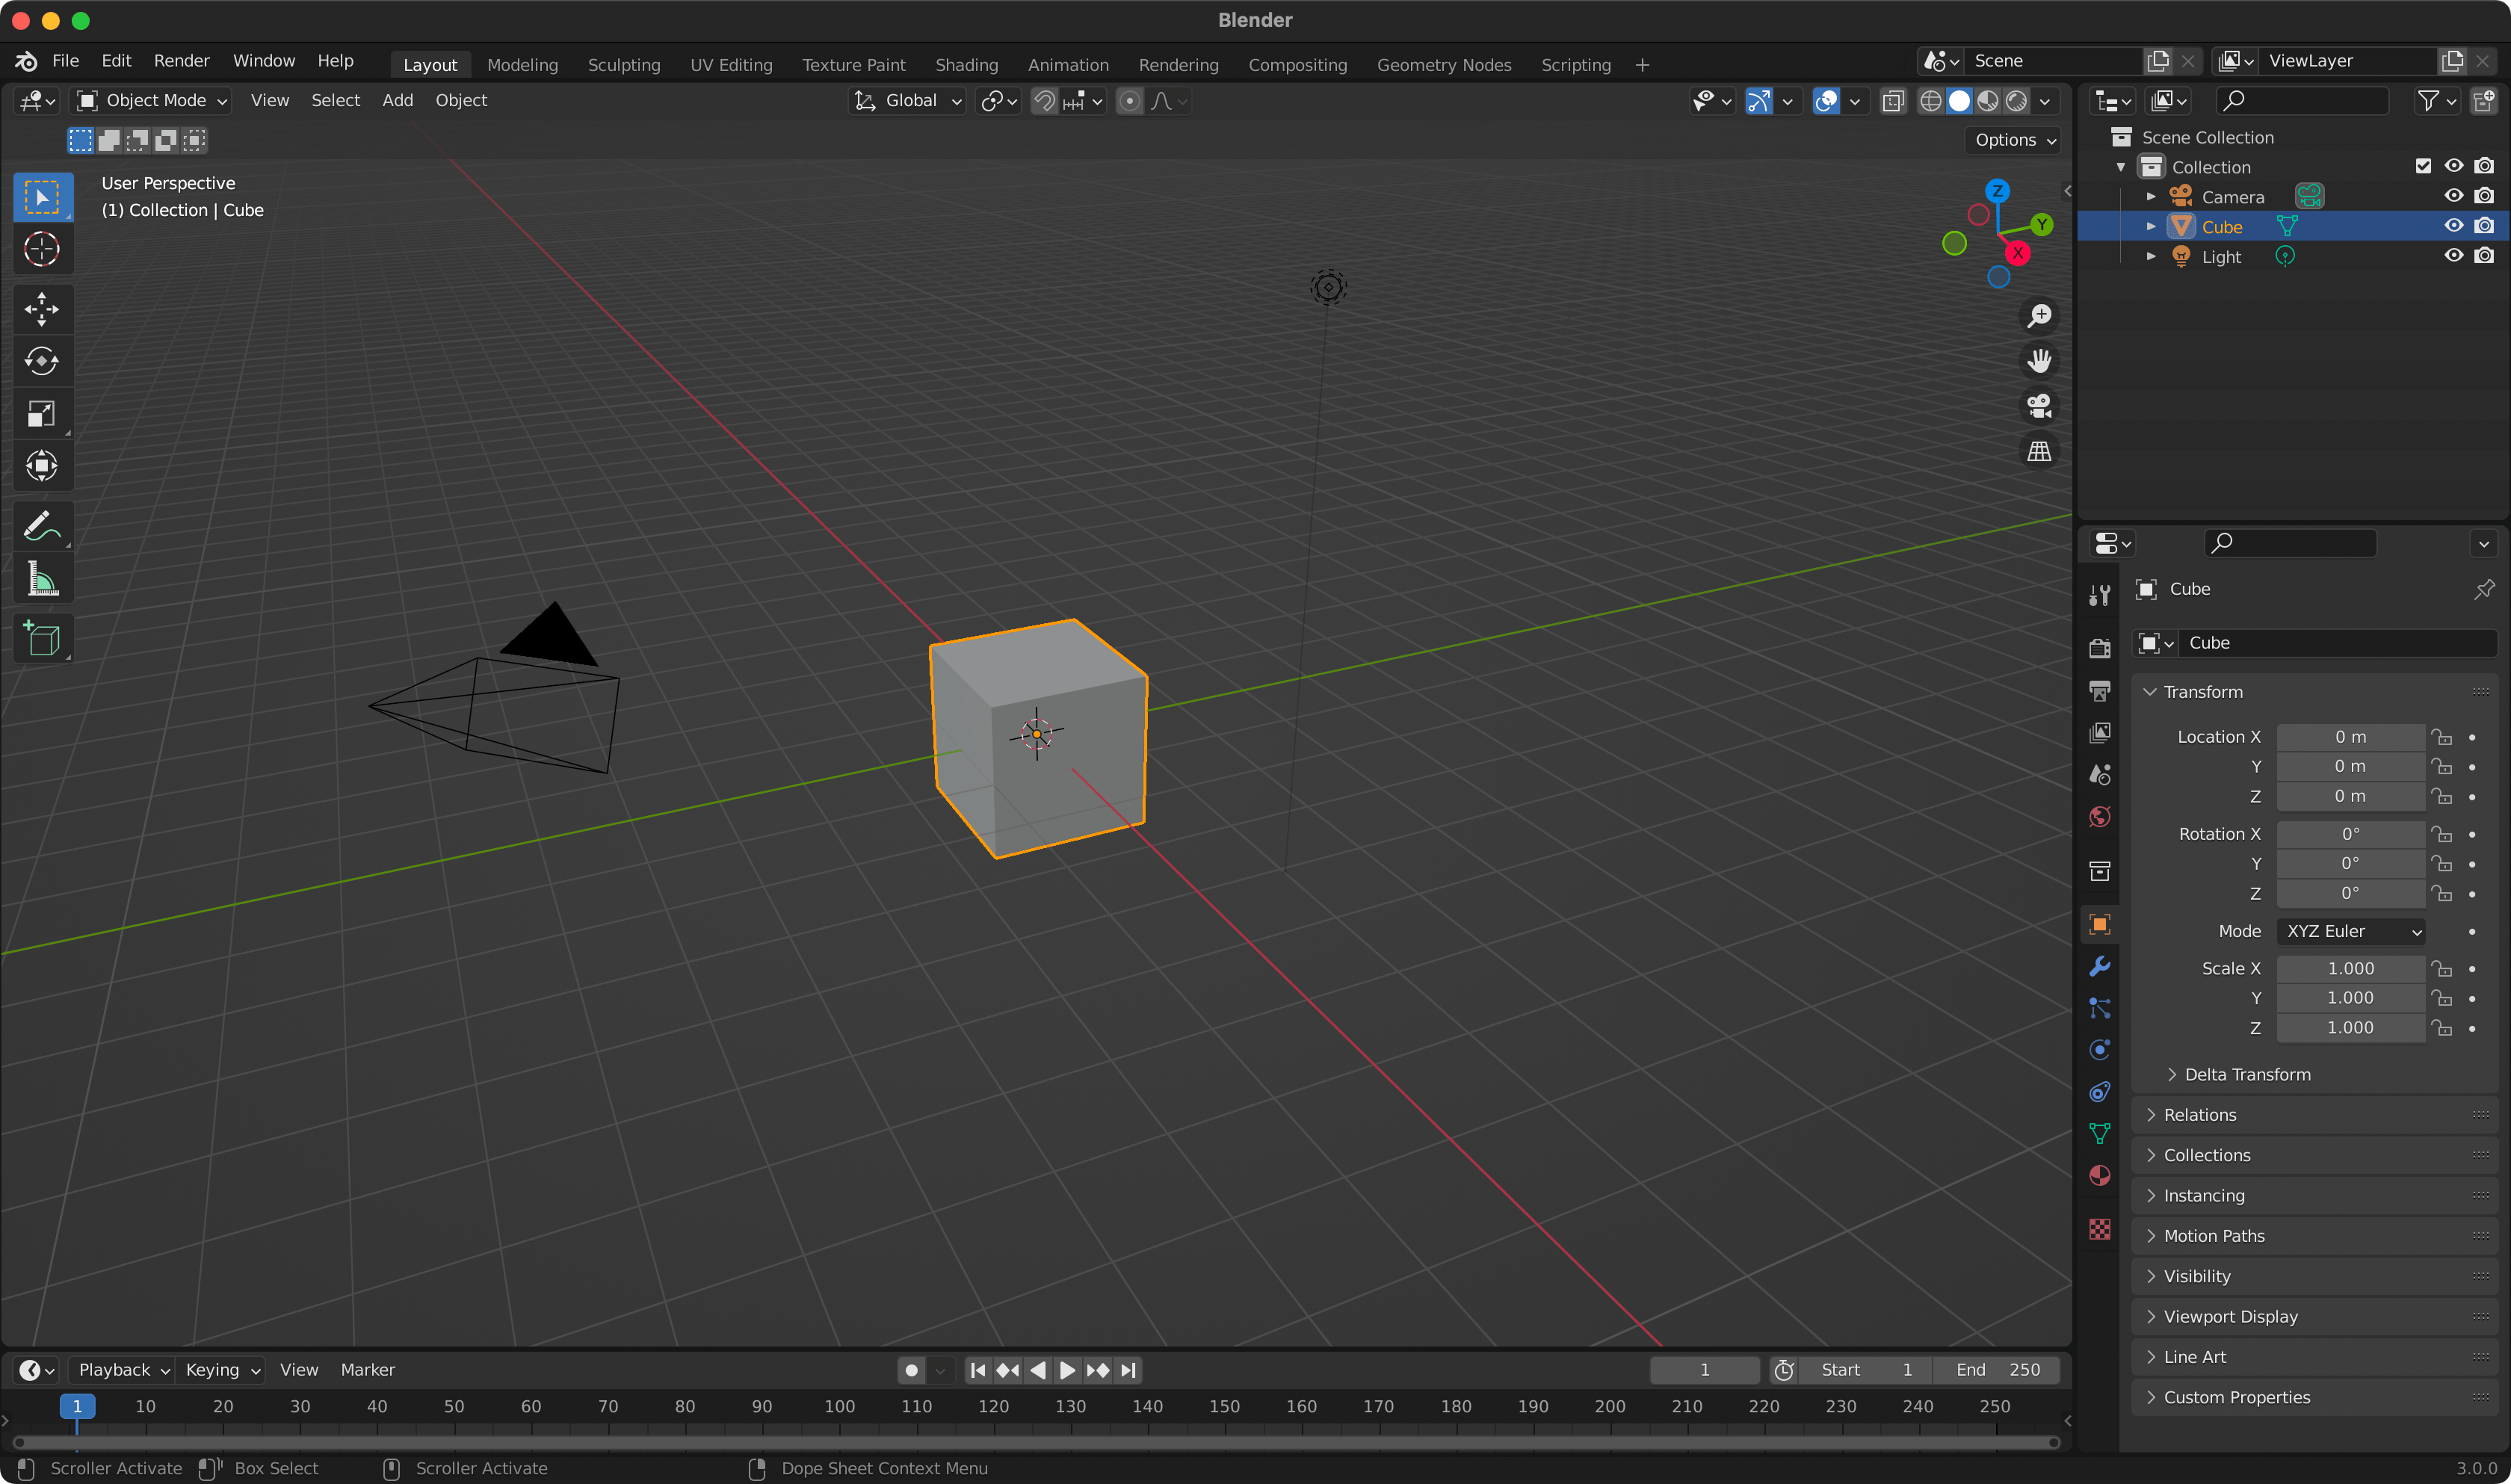 Blender
File Edit Render Window Help Layout Modeling Sculpting UV Editing Texture Paint Shading Animation Rendering Compositing Geometry Nodes Scripting + Scene ViewLayer
Object Mode View Select Add Object Global
Options
User Perspective
(1) Collection | Cube
Z
Y
X
Scene Collection
Collection
Camera
Cube
Light
Cube
Cube
Transform
Location X 0 m
Y 0 m
Z 0 m
Rotation X 0°
Y 0°
Z 0°
Mode XYZ Euler
Scale X 1.000
Y 1.000
Z 1.000
Delta Transform
Relations
Collections
Instancing
Motion Paths
Visibility
Viewport Display
Line Art
Custom Properties
Playback Keying View Marker 1 Start 1 End 250
1 10 20 30 40 50 60 70 80 90 100 110 120 130 140 150 160 170 180 190 200 210 220 230 240 250
Scroller Activate Box Select Scroller Activate Dope Sheet Context Menu 3.0.0